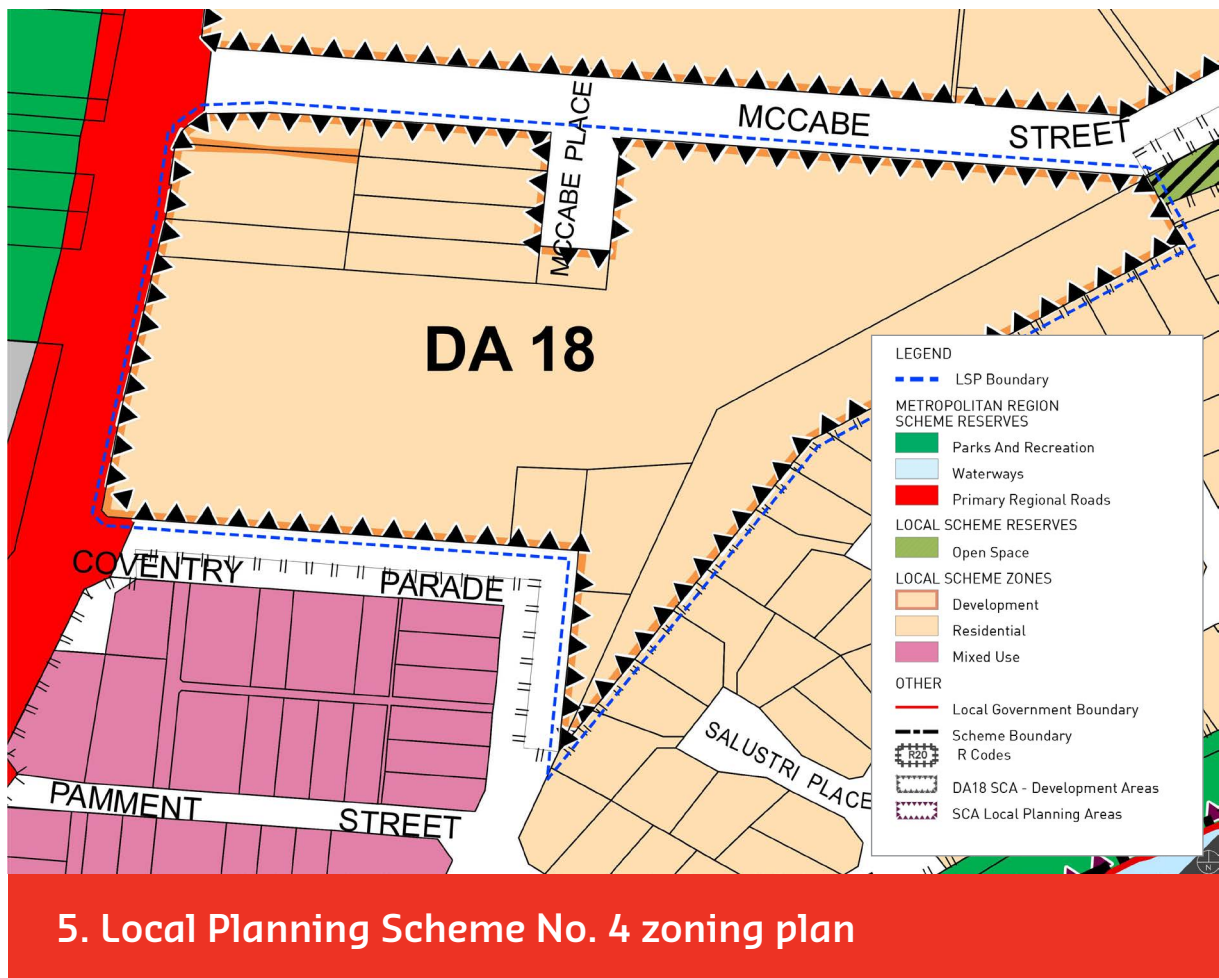 MCCABE STREET
MCCABE PLACE
DA 18
COVENTRY PARADE
PAMMENT STREET
SALUSTRI PLACE
LEGEND
LSP Boundary
METROPOLITAN REGION
SCHEME RESERVES
Parks And Recreation
Waterways
Primary Regional Roads
LOCAL SCHEME RESERVES
Open Space
LOCAL SCHEME ZONES
Development
Residential
Mixed Use
OTHER
Local Government Boundary
Scheme Boundary
R20 R Codes
DA18 SCA - Development Areas
SCA Local Planning Areas
N
5. Local Planning Scheme No. 4 zoning plan